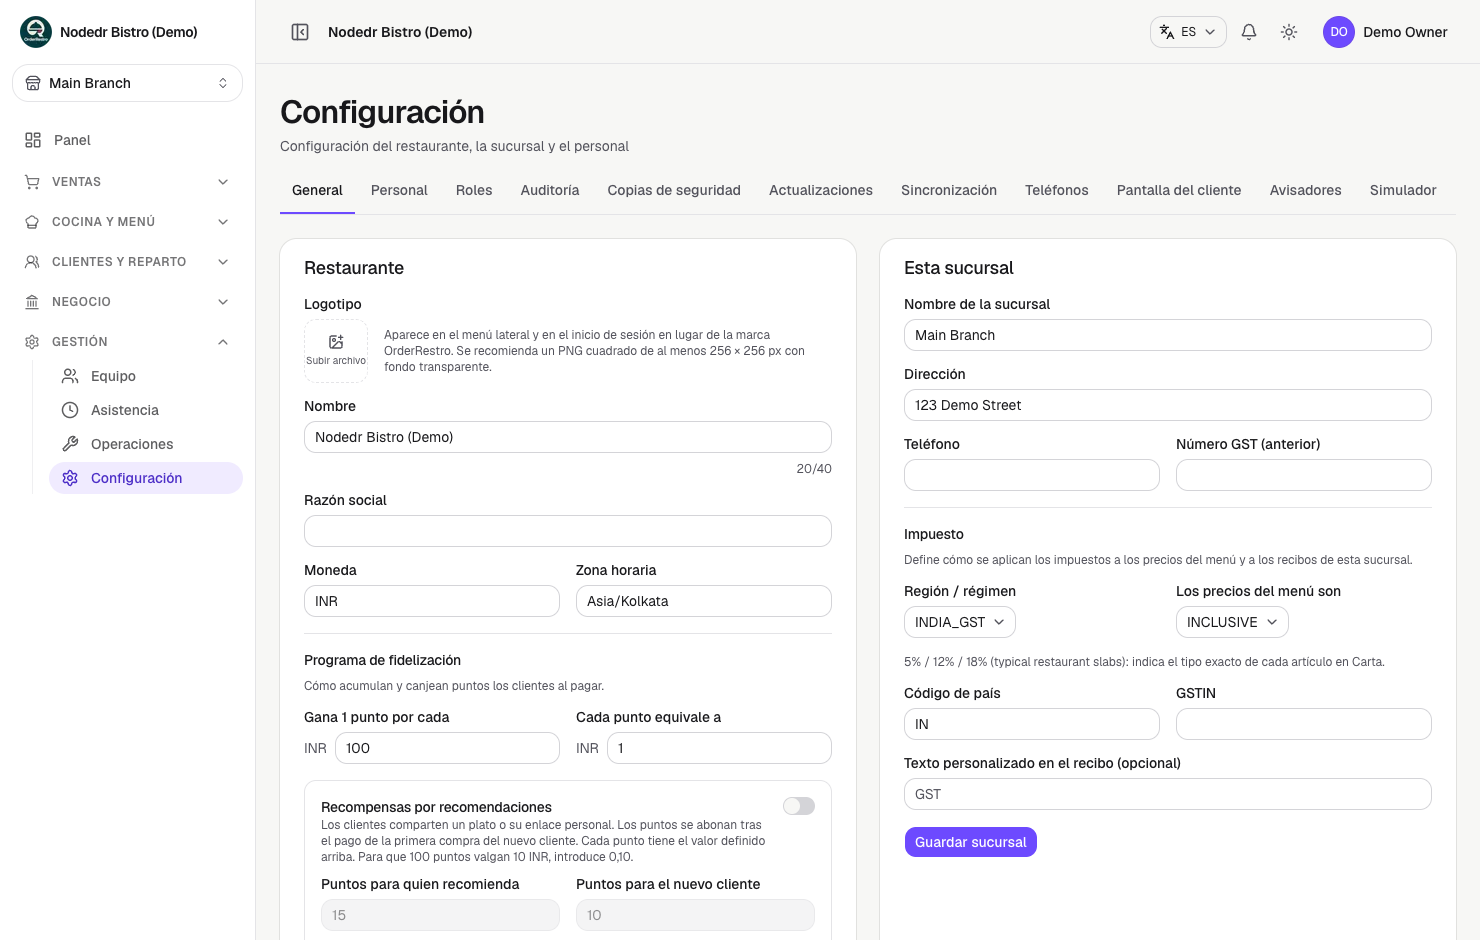 Nodedr Bistro (Demo)
Main Branch
Panel
VENTAS
COCINA Y MENÚ
CLIENTES Y REPARTO
NEGOCIO
GESTIÓN
Equipo
Asistencia
Operaciones
Configuración
Nodedr Bistro (Demo)
ES
DO
Demo Owner
Configuración
Configuración del restaurante, la sucursal y el personal
General
Personal
Roles
Auditoría
Copias de seguridad
Actualizaciones
Sincronización
Teléfonos
Pantalla del cliente
Avisadores
Simulador
Restaurante
Logotipo
Subir archivo
Aparece en el menú lateral y en el inicio de sesión en lugar de la marca
OrderRestro. Se recomienda un PNG cuadrado de al menos 256 × 256 px con
fondo transparente.
Nombre
Nodedr Bistro (Demo)
20/40
Razón social
Moneda
Zona horaria
INR
Asia/Kolkata
Programa de fidelización
Cómo acumulan y canjean puntos los clientes al pagar.
Gana 1 punto por cada
Cada punto equivale a
INR
100
INR
1
Recompensas por recomendaciones
Los clientes comparten un plato o su enlace personal. Los puntos se abonan tras
el pago de la primera compra del nuevo cliente. Cada punto tiene el valor definido
arriba. Para que 100 puntos valgan 10 INR, introduce 0,10.
Puntos para quien recomienda
Puntos para el nuevo cliente
15
10
Esta sucursal
Nombre de la sucursal
Main Branch
Dirección
123 Demo Street
Teléfono
Número GST (anterior)
Impuesto
Define cómo se aplican los impuestos a los precios del menú y a los recibos de esta sucursal.
Región / régimen
Los precios del menú son
INDIA_GST
INCLUSIVE
5% / 12% / 18% (typical restaurant slabs): indica el tipo exacto de cada artículo en Carta.
Código de país
GSTIN
IN
Texto personalizado en el recibo (opcional)
GST
Guardar sucursal